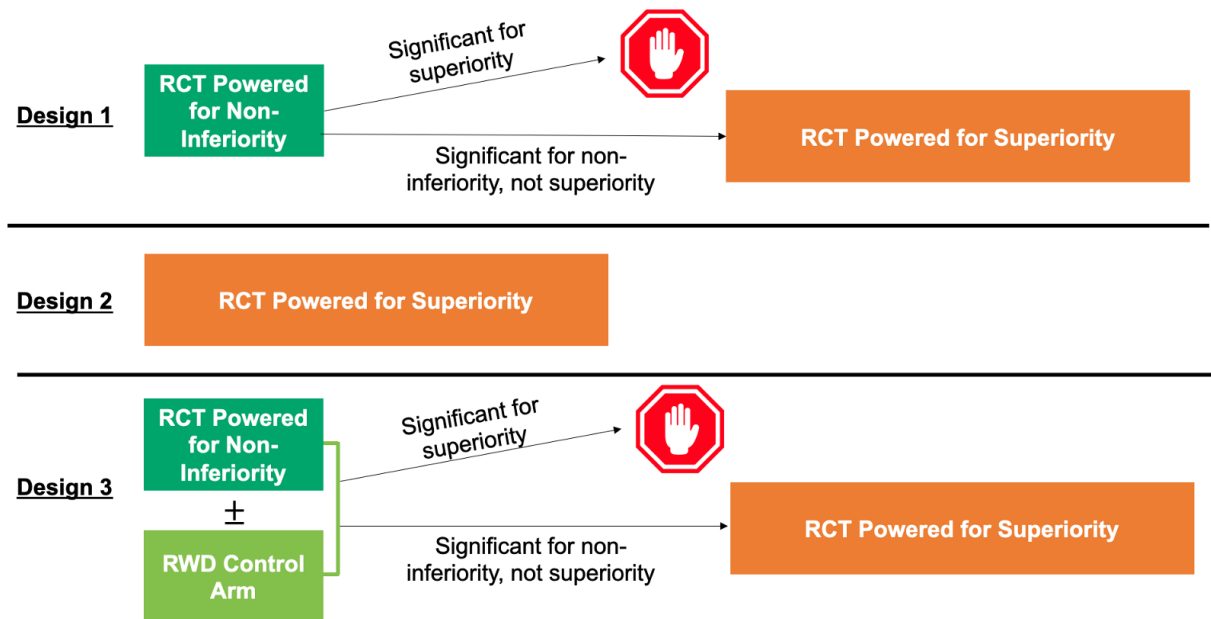 Design 1
RCT Powered
for Non-
Inferiority
Significant for
superiority
Significant for non-
inferiority, not superiority
RCT Powered for Superiority
Design 2
RCT Powered for Superiority
Design 3
RCT Powered
for Non-
Inferiority
±
RWD Control
Arm
Significant for
superiority
Significant for non-
inferiority, not superiority
RCT Powered for Superiority